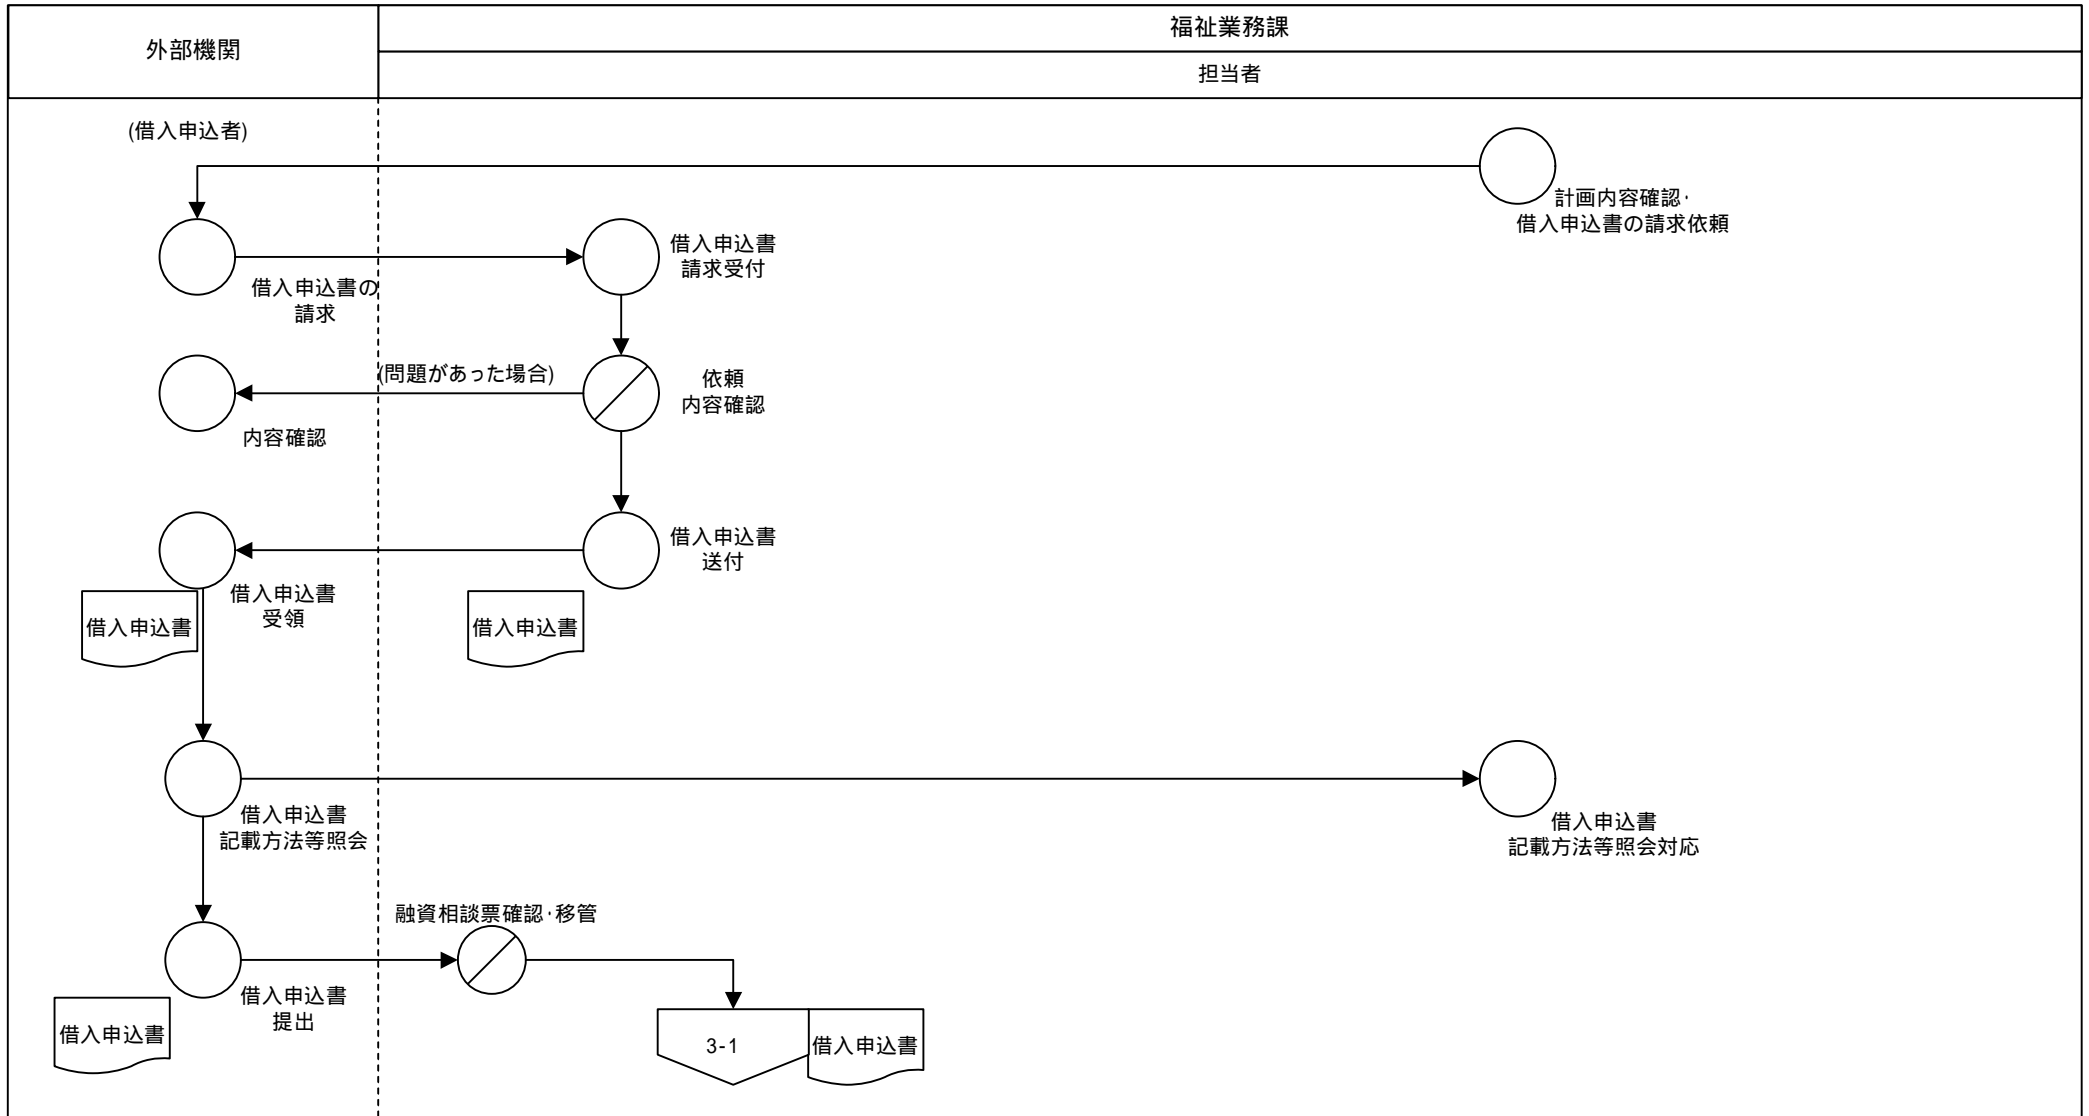 外部機関
福祉業務課
担当者
(借入申込者)
計画内容確認・
借入申込書の請求依頼
借入申込書の
請求
借入申込書
請求受付
(問題があった場合)
依頼
内容確認
内容確認
借入申込書
送付
借入申込書
受領
借入申込書
借入申込書
借入申込書
記載方法等照会
借入申込書
記載方法等照会対応
融資相談票確認・移管
借入申込書
提出
借入申込書
3-1
借入申込書